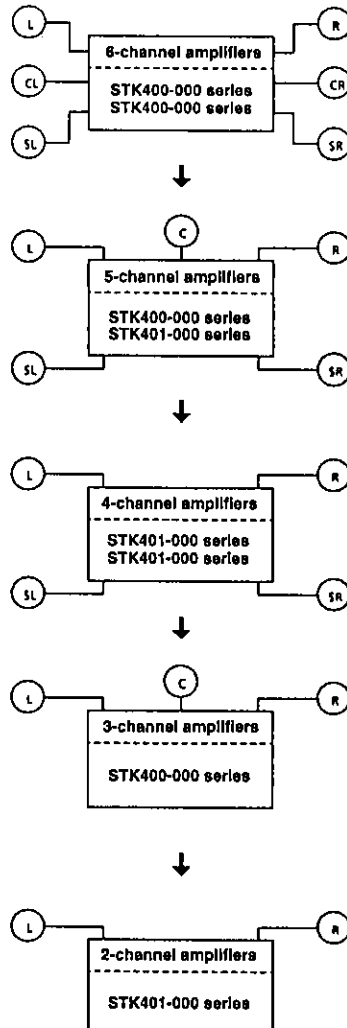 L R
6-channel amplifiers
CL CR
STK400-000 series
STK400-000 series
SL SR
C
L R
5-channel amplifiers
STK400-000 series
STK401-000 series
SL SR
L R
4-channel amplifiers
STK401-000 series
STK401-000 series
SL SR
C
L R
3-channel amplifiers
STK400-000 series
L R
2-channel amplifiers
STK401-000 series